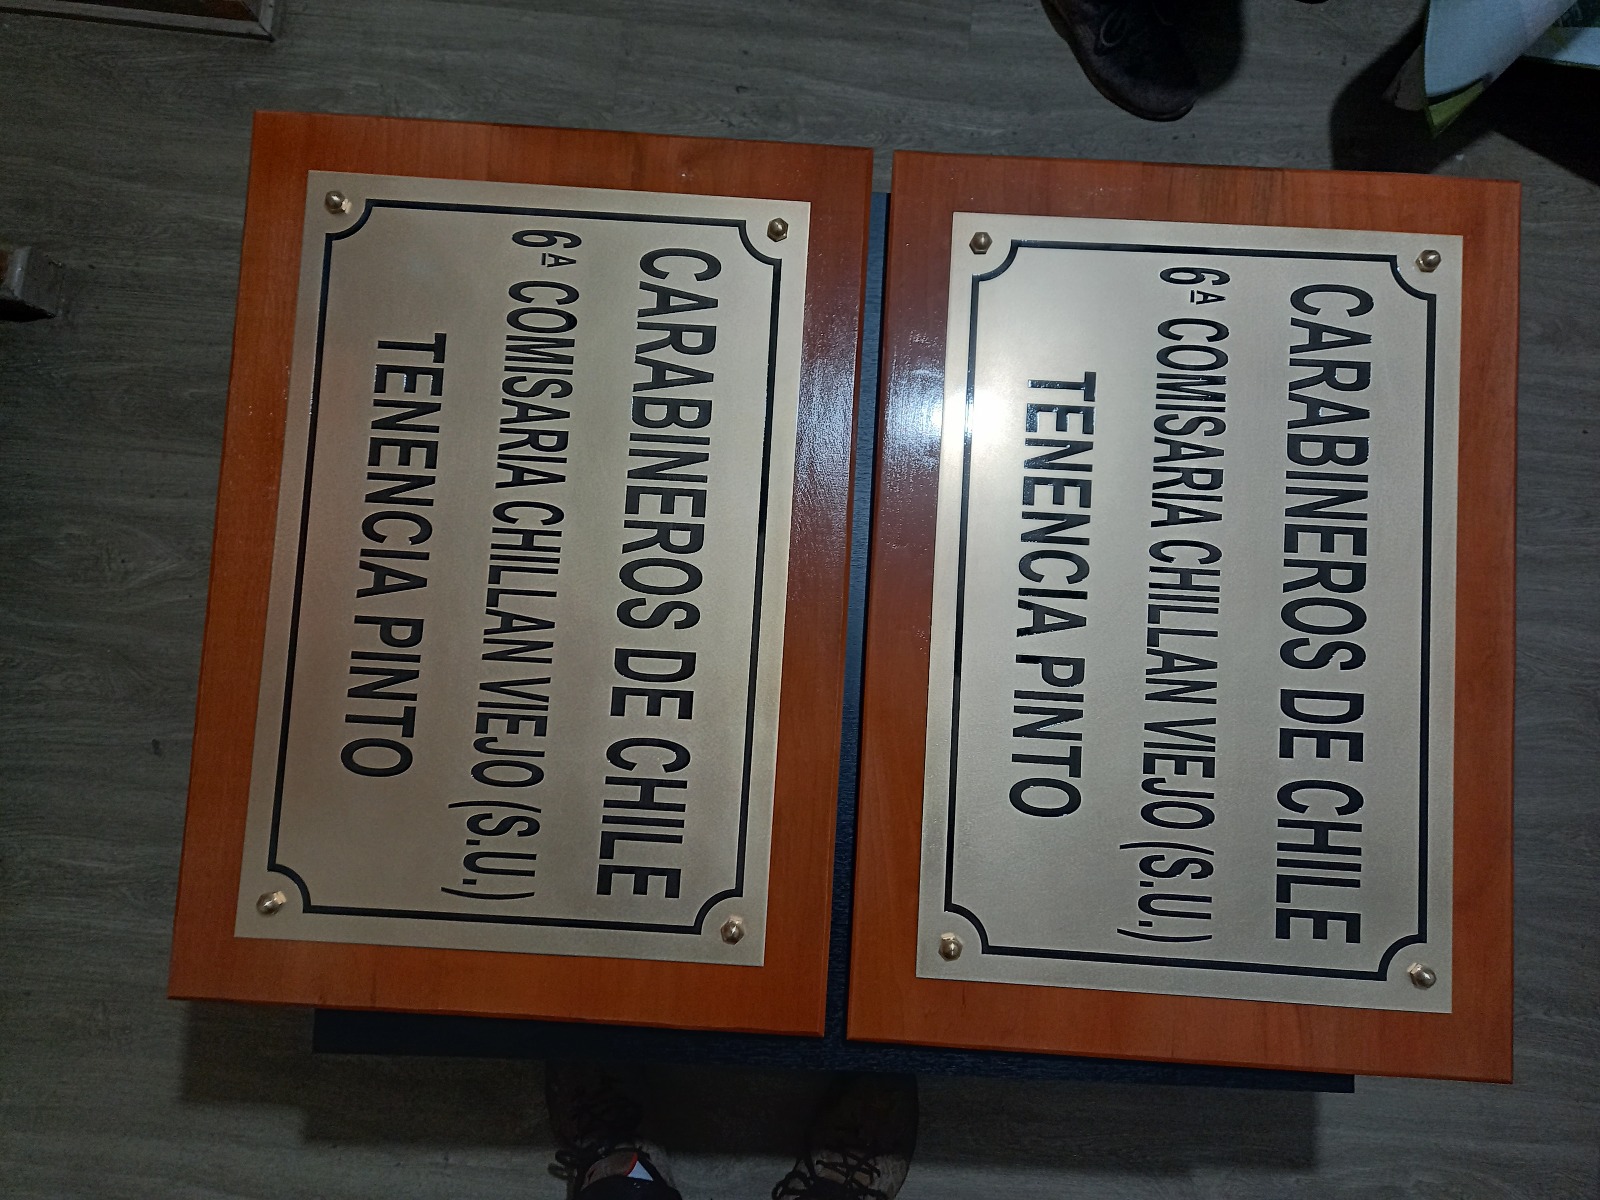 CARABINEROS DE CHILE
6ª COMISARIA CHILLAN VIEJO (S.U.)
TENENCIA PINTO
CARABINEROS DE CHILE
6ª COMISARIA CHILLAN VIEJO (S.U.)
TENENCIA PINTO